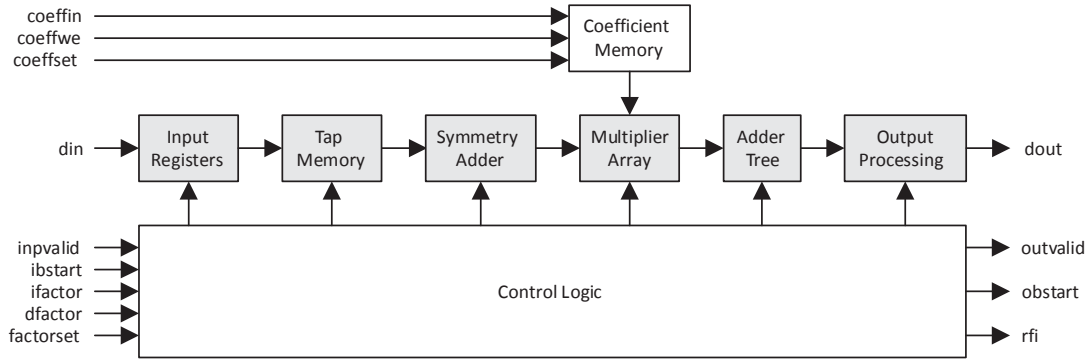 coeffin
coeffwe
coeffset
Coefficient
Memory
din
Input
Registers
Tap
Memory
Symmetry
Adder
Multiplier
Array
Adder
Tree
Output
Processing
dout
inpvalid
ibstart
ifactor
dfactor
factorset
Control Logic
outvalid
obstart
rfi